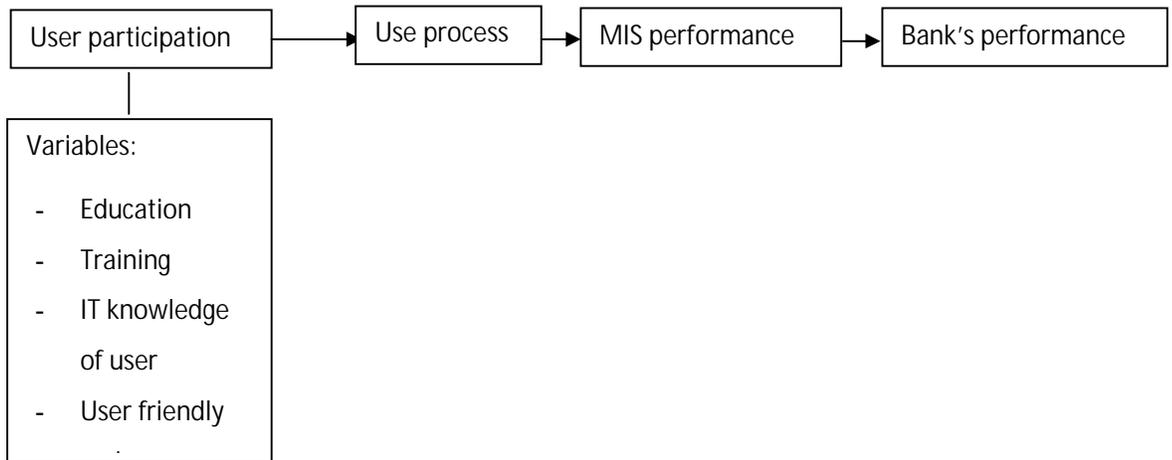 User participation
Use process
MIS performance
Bank's performance
Variables:
- Education
- Training
- IT knowledge
of user
- User friendly